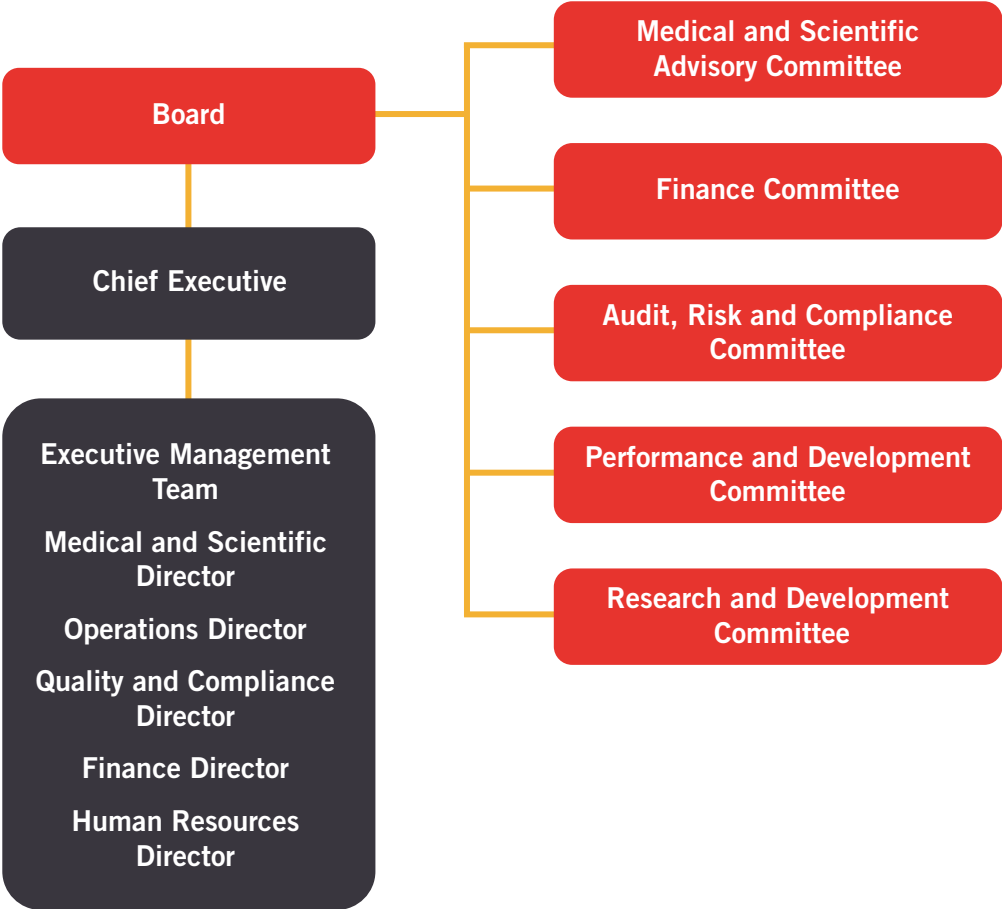 Board
Chief Executive
Executive Management
Team
Medical and Scientific
Director
Operations Director
Quality and Compliance
Director
Finance Director
Human Resources
Director
Medical and Scientific
Advisory Committee
Finance Committee
Audit, Risk and Compliance
Committee
Performance and Development
Committee
Research and Development
Committee